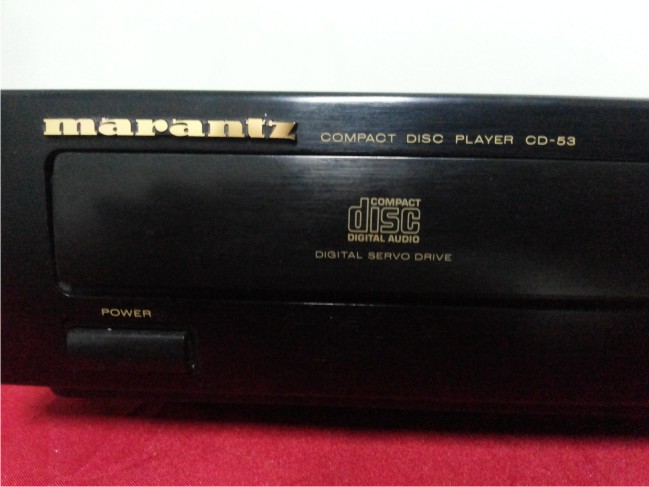 marantz COMPACT DISC PLAYER CD-53
COMPACT
disc
DIGITAL AUDIO
DIGITAL SERVO DRIVE
POWER